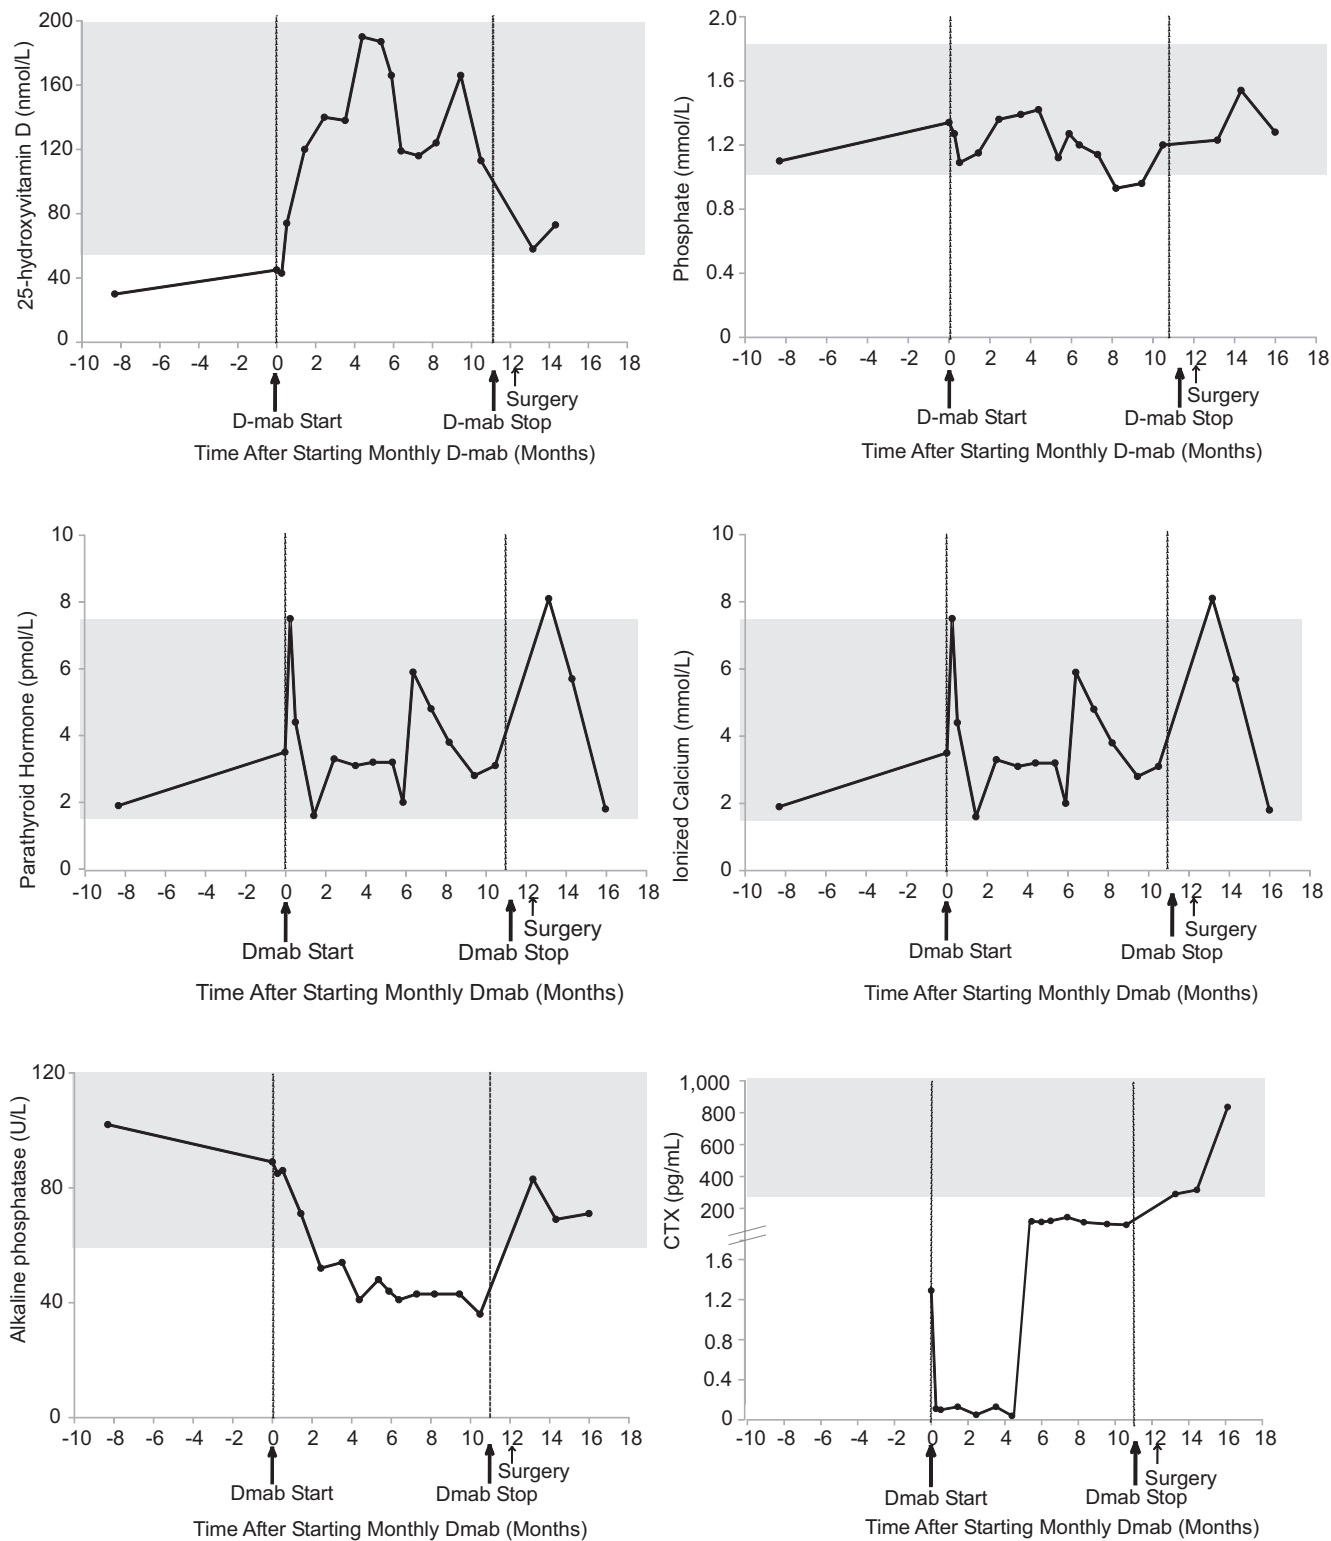 25-hydroxyvitamin D (nmol/L)
200
160
120
80
40
0
-10 -8 -6 -4 -2 0 2 4 6 8 10 12 14 16 18
Surgery
D-mab Start D-mab Stop
Time After Starting Monthly D-mab (Months)
Phosphate (mmol/L)
2.0
1.6
1.2
0.8
0.4
0
-10 -8 -6 -4 -2 0 2 4 6 8 10 12 14 16 18
Surgery
D-mab Start D-mab Stop
Time After Starting Monthly D-mab (Months)
Parathyroid Hormone (pmol/L)
10
8
6
4
2
0
-10 -8 -6 -4 -2 0 2 4 6 8 10 12 14 16 18
Surgery
Dmab Start Dmab Stop
Time After Starting Monthly Dmab (Months)
Ionized Calcium (mmol/L)
10
8
6
4
2
0
-10 -8 -6 -4 -2 0 2 4 6 8 10 12 14 16 18
Surgery
Dmab Start Dmab Stop
Time After Starting Monthly Dmab (Months)
Alkaline phosphatase (U/L)
120
80
40
0
-10 -8 -6 -4 -2 0 2 4 6 8 10 12 14 16 18
Surgery
Dmab Start Dmab Stop
Time After Starting Monthly Dmab (Months)
CTX (pg/mL)
1,000
800
600
400
200
1.6
1.2
0.8
0.4
0
-10 -8 -6 -4 -2 0 2 4 6 8 10 12 14 16 18
Surgery
Dmab Start Dmab Stop
Time After Starting Monthly Dmab (Months)